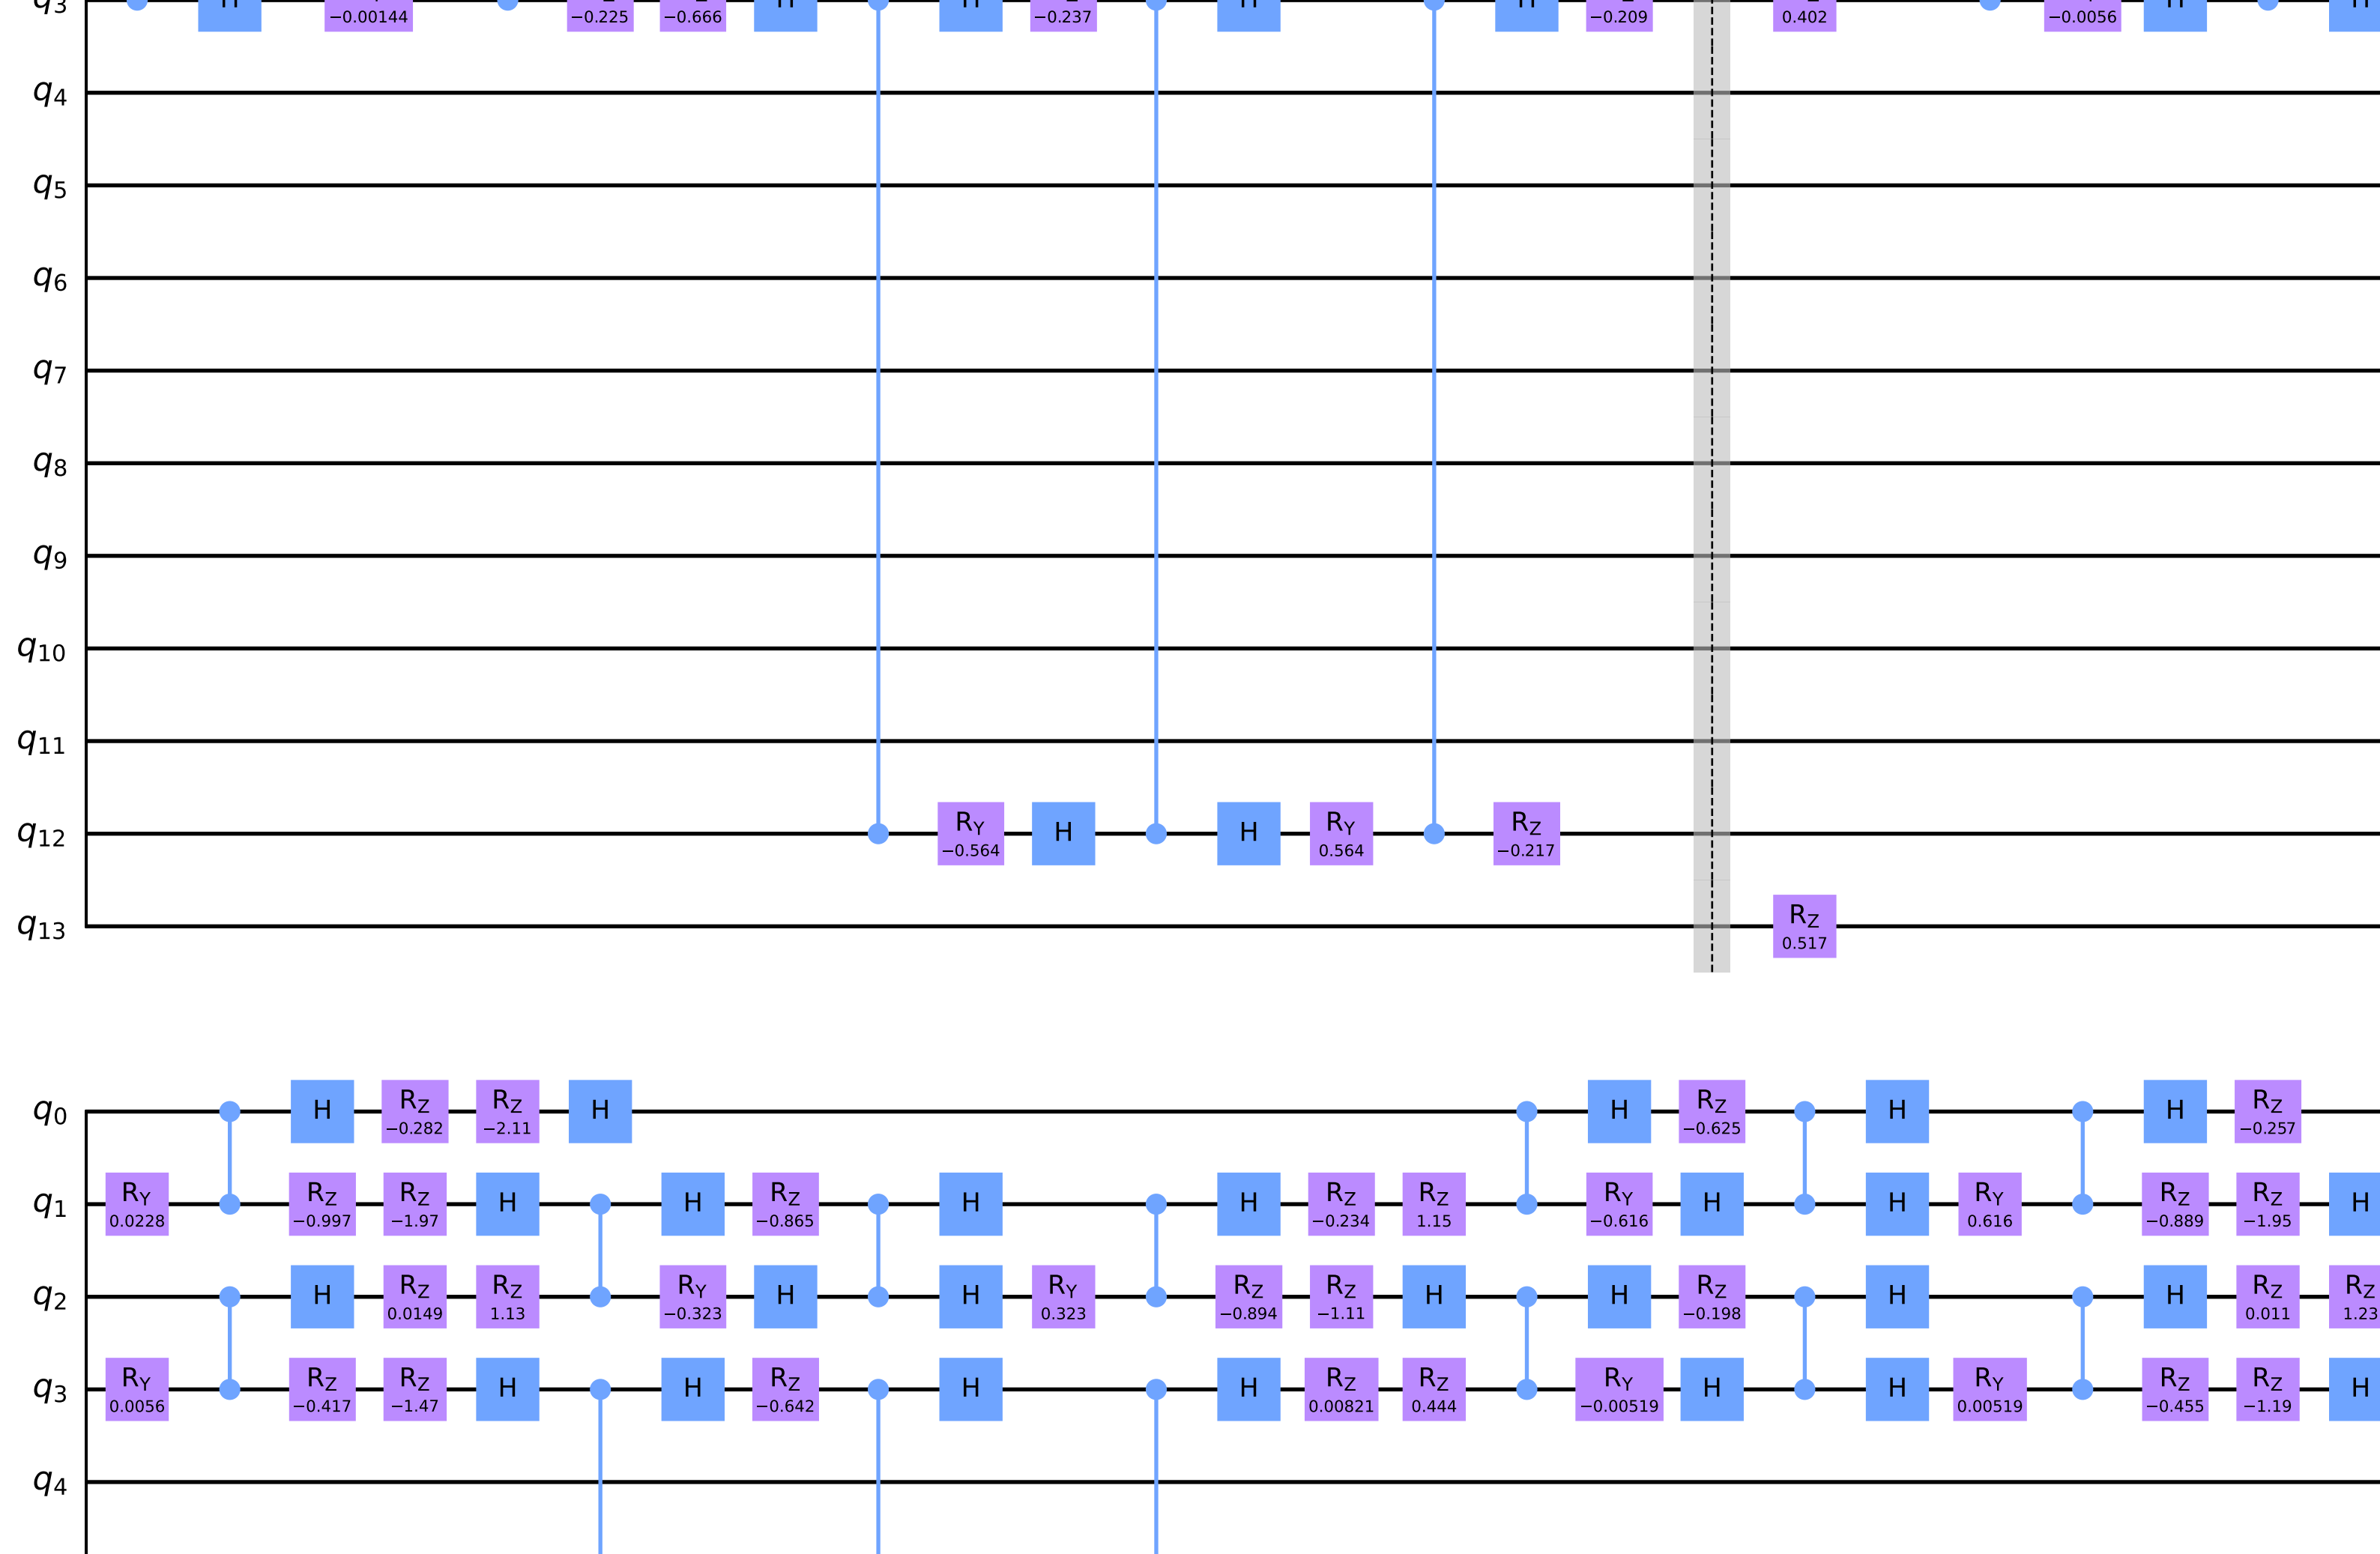 q3 H −0.00144 −0.225 −0.666 H H −0.237 H H −0.209 0.402 −0.0056 H H
q4
q5
q6
q7
q8
q9
q10
q11
q12 RY −0.564 H H RY 0.564 RZ −0.217
q13 RZ 0.517
q0 H RZ −0.282 RZ −2.11 H H RZ −0.625 H H RZ −0.257
q1 RY 0.0228 RZ −0.997 RZ −1.97 H H RZ −0.865 H H RZ −0.234 RZ 1.15 RY −0.616 H H RY 0.616 RZ −0.889 RZ −1.95 H
q2 H RZ 0.0149 RZ 1.13 RY −0.323 H H RY 0.323 RZ −0.894 RZ −1.11 H H RZ −0.198 H H RZ 0.011 RZ 1.23
q3 RY 0.0056 RZ −0.417 RZ −1.47 H H RZ −0.642 H H RZ 0.00821 RZ 0.444 RY −0.00519 H H RY 0.00519 RZ −0.455 RZ −1.19 H
q4